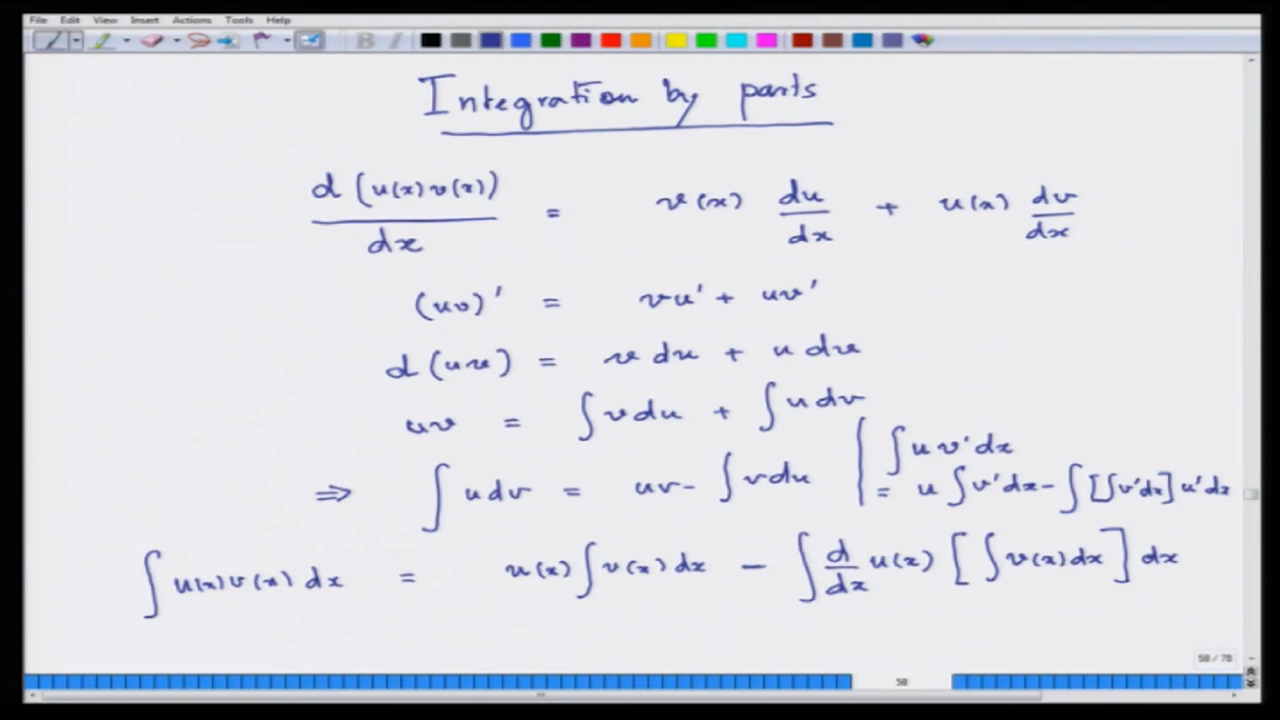 File Edit View Insert Actions Tools Help
Integration by parts
d (u(x) v(x)) / dx = v(x) du/dx + u(x) dv/dx
(uv)' = vu' + uv'
d(uv) = v du + u dv
uv = ∫ v du + ∫ u dv
⇒ ∫ u dv = uv - ∫ v du
∫ u v' dx
= u ∫ v' dx - ∫ [∫ v' dx] u' dx
∫ u(x) v(x) dx = u(x) ∫ v(x) dx - ∫ d/dx u(x) [∫ v(x) dx] dx
58 / 78
58